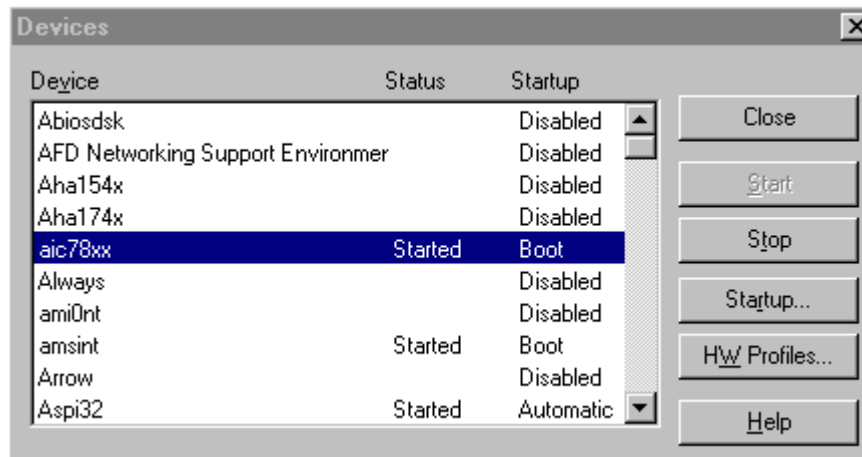 Devices
Device Status Startup
Abiosdsk Disabled
AFD Networking Support Environmer Disabled
Aha154x Disabled
Aha174x Disabled
aic78xx Started Boot
Always Disabled
ami0nt Disabled
amsint Started Boot
Arrow Disabled
Aspi32 Started Automatic
Close
Start
Stop
Startup...
HW Profiles...
Help